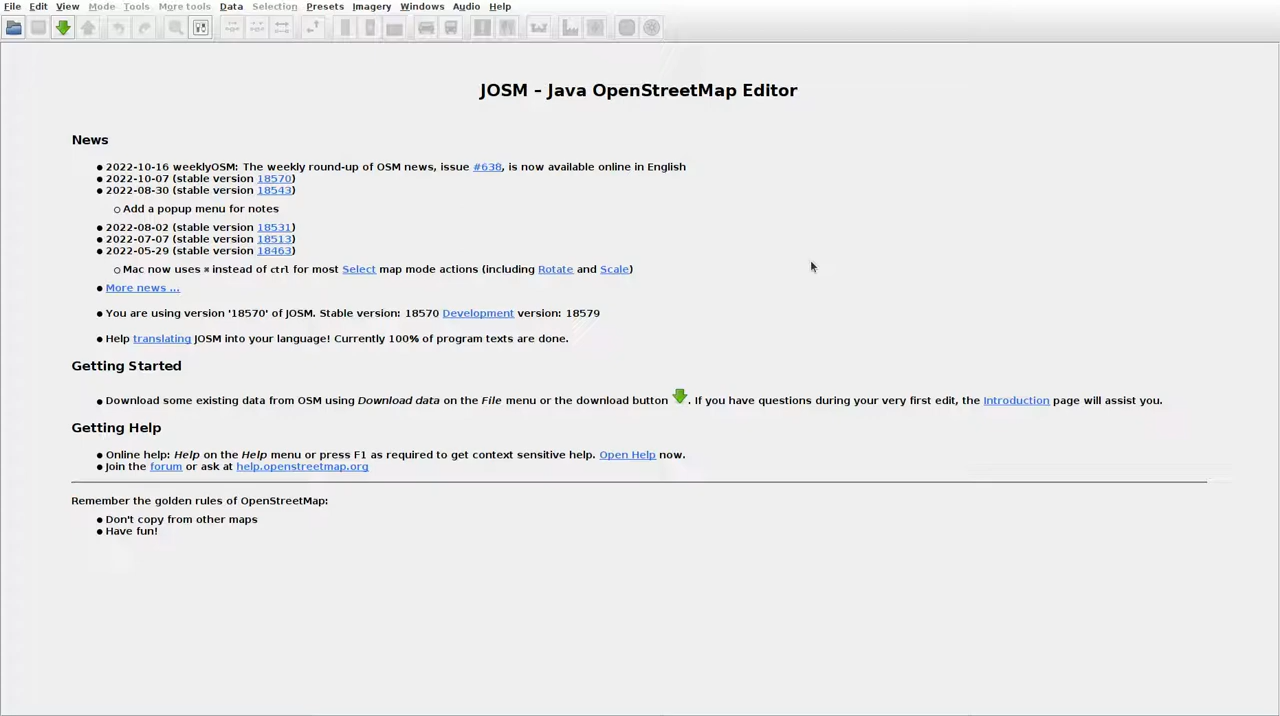 File Edit View Mode Tools More tools Data Selection Presets Imagery Windows Audio Help
JOSM – Java OpenStreetMap Editor
News
2022-10-16 weeklyOSM: The weekly round-up of OSM news, issue #638, is now available online in English
2022-10-07 (stable version 18570)
2022-08-30 (stable version 18543)
Add a popup menu for notes
2022-08-02 (stable version 18531)
2022-07-07 (stable version 18513)
2022-05-29 (stable version 18463)
Mac now uses ⌘ instead of ctrl for most Select map mode actions (including Rotate and Scale)
More news ...
You are using version '18570' of JOSM. Stable version: 18570 Development version: 18579
Help translating JOSM into your language! Currently 100% of program texts are done.
Getting Started
Download some existing data from OSM using Download data on the File menu or the download button . If you have questions during your very first edit, the Introduction page will assist you.
Getting Help
Online help: Help on the Help menu or press F1 as required to get context sensitive help. Open Help now.
Join the forum or ask at help.openstreetmap.org
Remember the golden rules of OpenStreetMap:
Don't copy from other maps
Have fun!